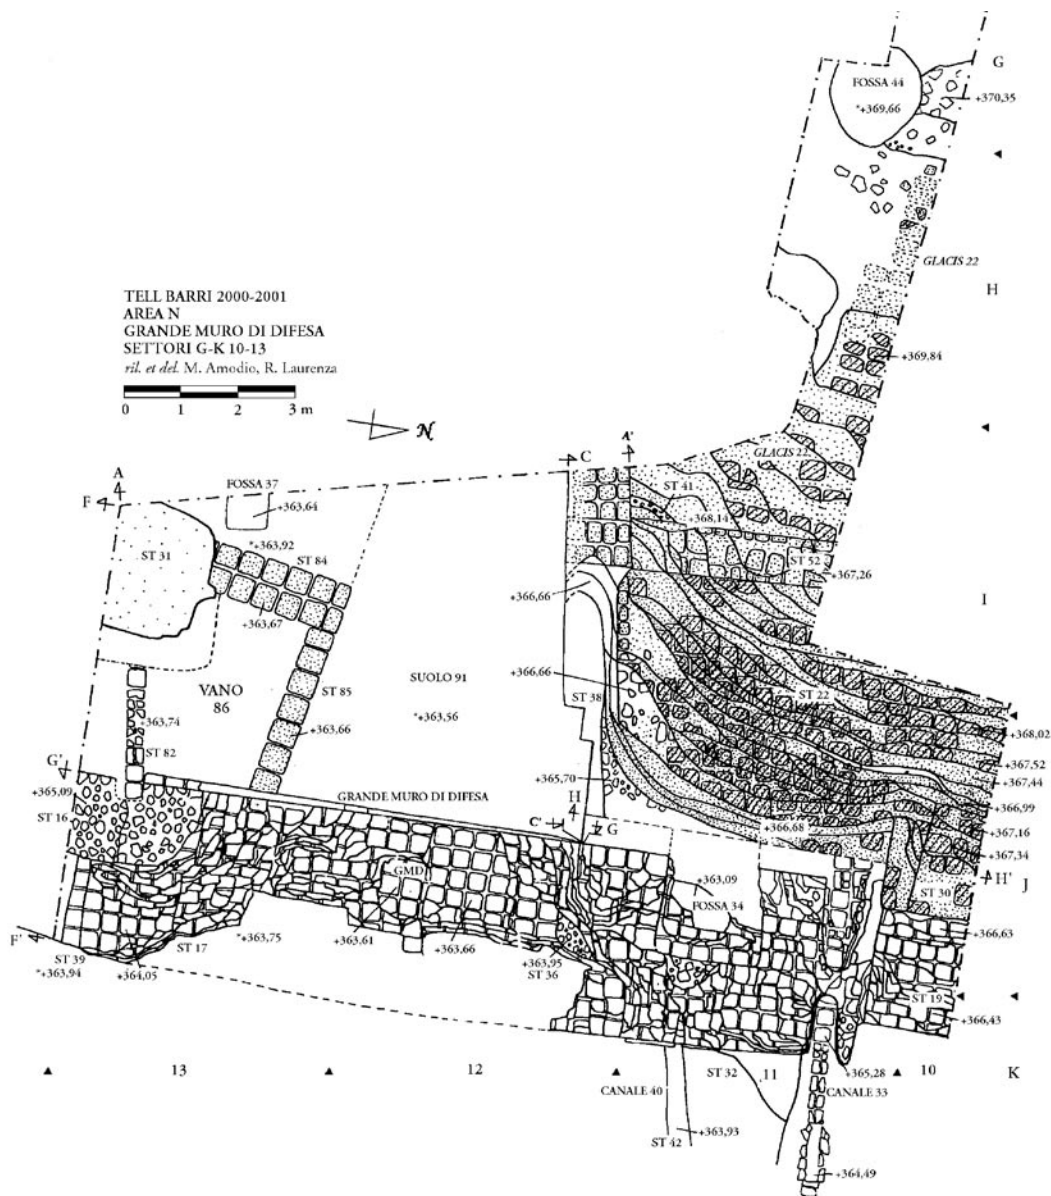 G
FOSSA 44
*+369,66
+370,35
GLACIS 22
H
TELL BARRI 2000-2001
AREA N
GRANDE MURO DI DIFESA
SETTORI G-K 10-13
ril. et del. M. Amodio, R. Laurenza
0 1 2 3 m
N
+369,84
A'
C
GLACIS 22
A
F
FOSSA 37
+363,64
ST 41
+368,14
*+363,92
ST 31
ST 84
ST 52
+367,26
+366,66
I
+363,67
+366,66
SUOLO 91
ST 85
VANO
86
ST 38
ST 22
*+363,56
+363,74
+363,66
+368,02
ST 82
G'
+367,52
+365,70
+367,44
+365,09
GRANDE MURO DI DIFESA
H
+366,99
ST 16
C'
G
+366,68
+367,16
+367,34
GMD
+363,09
H'
J
ST 30
FOSSA 34
F'
+366,63
ST 17
*+363,75
+363,61
+363,66
+363,95
ST 39
ST 36
*+363,94
+364,05
ST 19
+366,43
13
12
11
10
K
ST 32
+365,28
CANALE 40
CANALE 33
+363,93
ST 42
+364,49